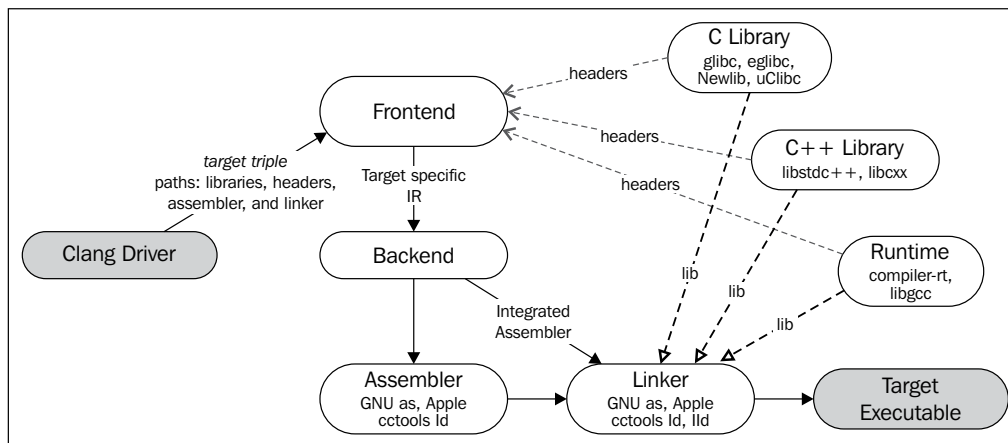 C Library
glibc, eglibc,
Newlib, uClibc
headers
Frontend
headers
C++ Library
libstdc++, libcxx
target triple
paths: libraries, headers,
assembler, and linker
Target specific
IR
headers
Clang Driver
Backend
Runtime
compiler-rt,
libgcc
lib
lib
lib
Integrated
Assembler
Assembler
GNU as, Apple
cctools ld
Linker
GNU as, Apple
cctools ld, lld
Target
Executable